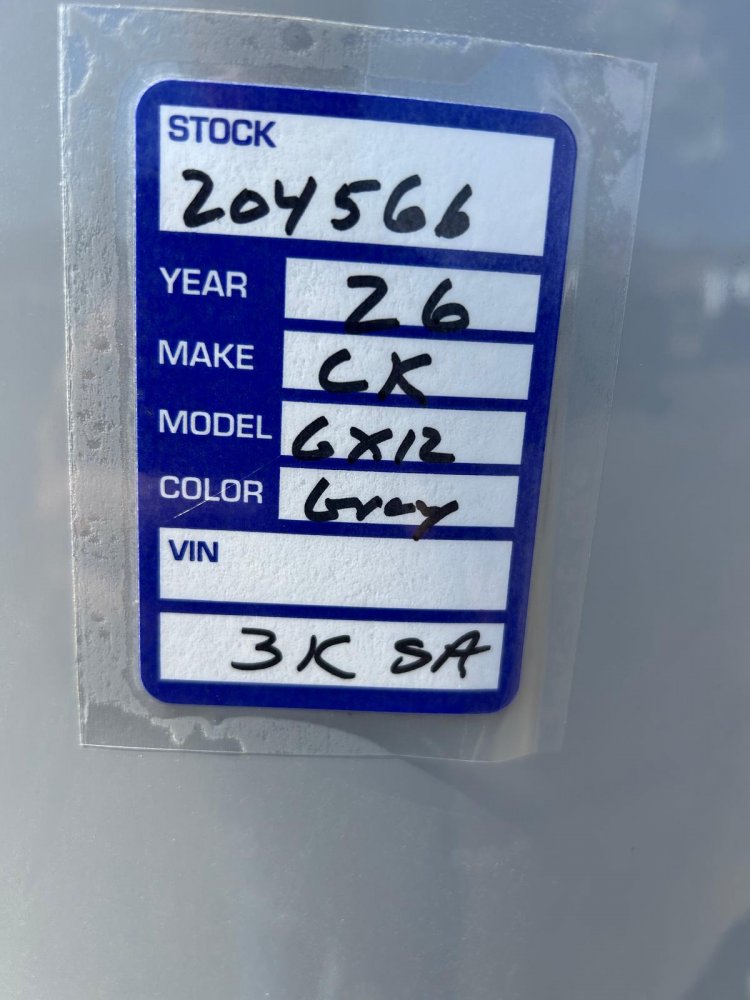 STOCK
204566
YEAR 26
MAKE CK
MODEL 6X12
COLOR Gray
VIN
3K SA